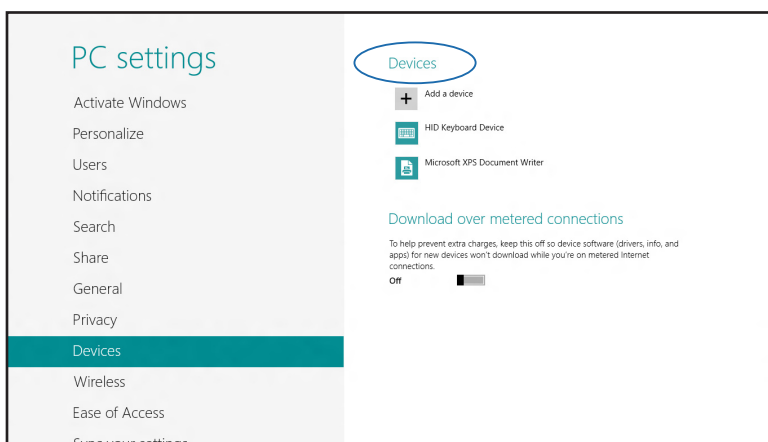 PC settings
Activate Windows
Personalize
Users
Notifications
Search
Share
General
Privacy
Devices
Wireless
Ease of Access
Sync your settings
Devices
Add a device
HID Keyboard Device
Microsoft XPS Document Writer
Download over metered connections
To help prevent extra charges, keep this off so device software (drivers, info, and
apps) for new devices won't download while you're on metered Internet
connections.
Off